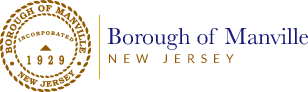 BOROUGH OF MANVILLE
INCORPORATED
1929
NEW JERSEY
Borough of Manville
NEW JERSEY